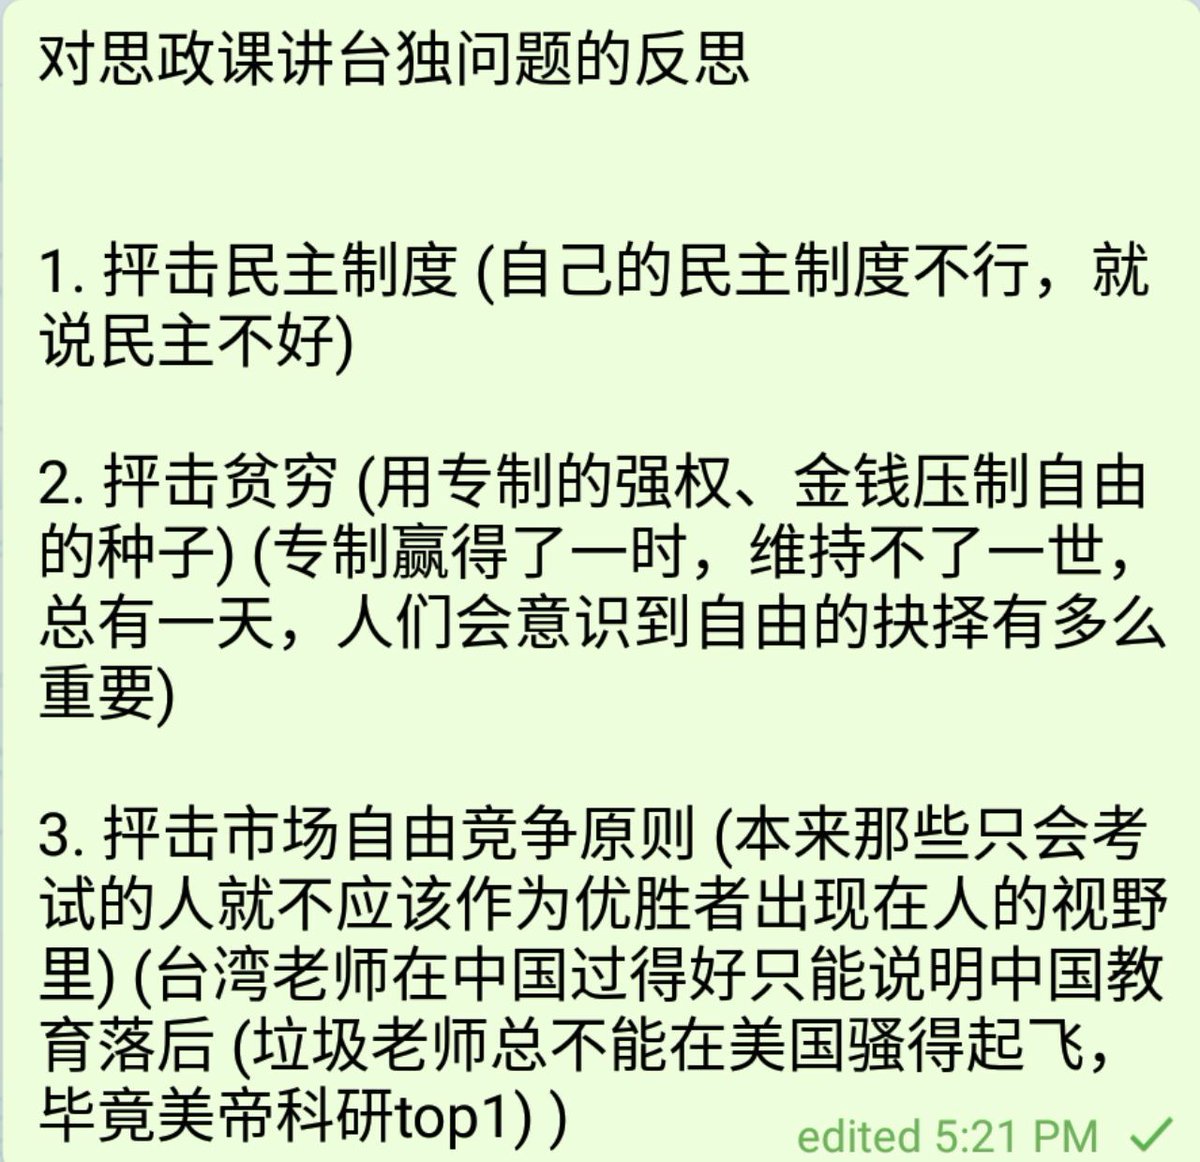 对思政课讲台独问题的反思
1. 抨击民主制度 (自己的民主制度不行，就
说民主不好)
2. 抨击贫穷 (用专制的强权、金钱压制自由
的种子) (专制赢得了一时，维持不了一世，
总有一天，人们会意识到自由的抉择有多么
重要)
3. 抨击市场自由竞争原则 (本来那些只会考
试的人就不应该作为优胜者出现在人的视野
里) (台湾老师在中国过得好只能说明中国教
育落后 (垃圾老师总不能在美国骚得起飞，
毕竟美帝科研top1) )
edited 5:21 PM